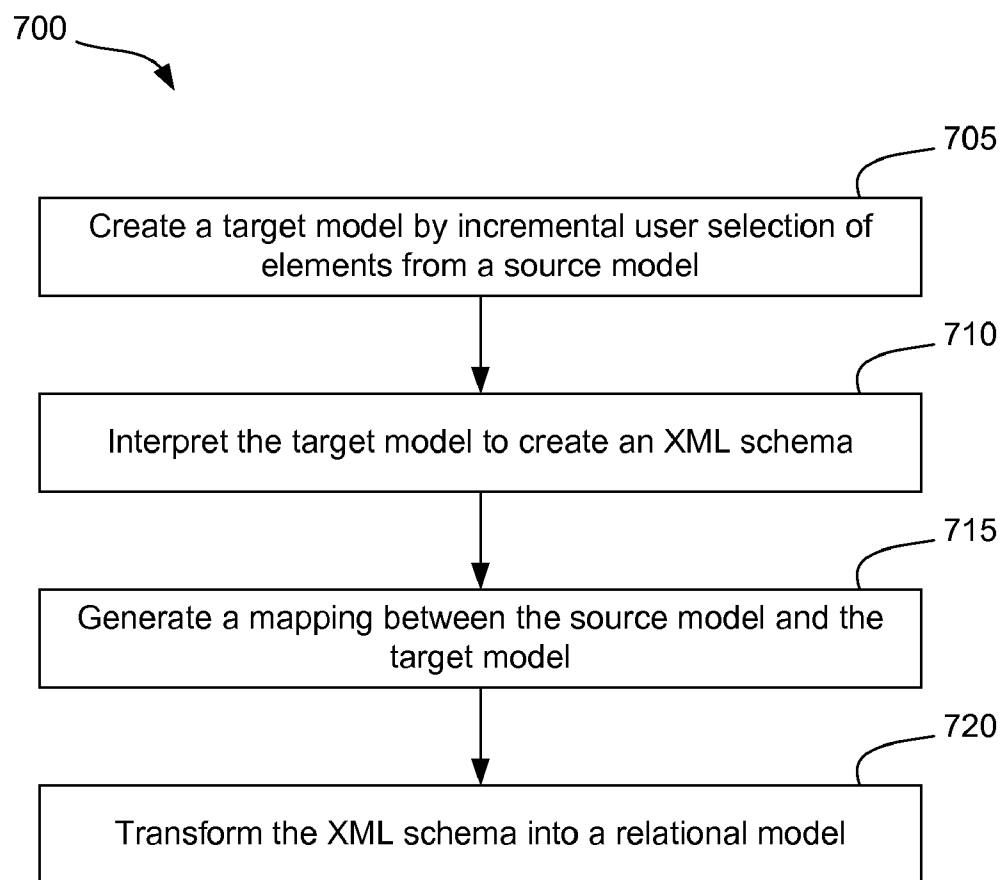 700
705
Create a target model by incremental user selection of
elements from a source model
710
Interpret the target model to create an XML schema
715
Generate a mapping between the source model and the
target model
720
Transform the XML schema into a relational model